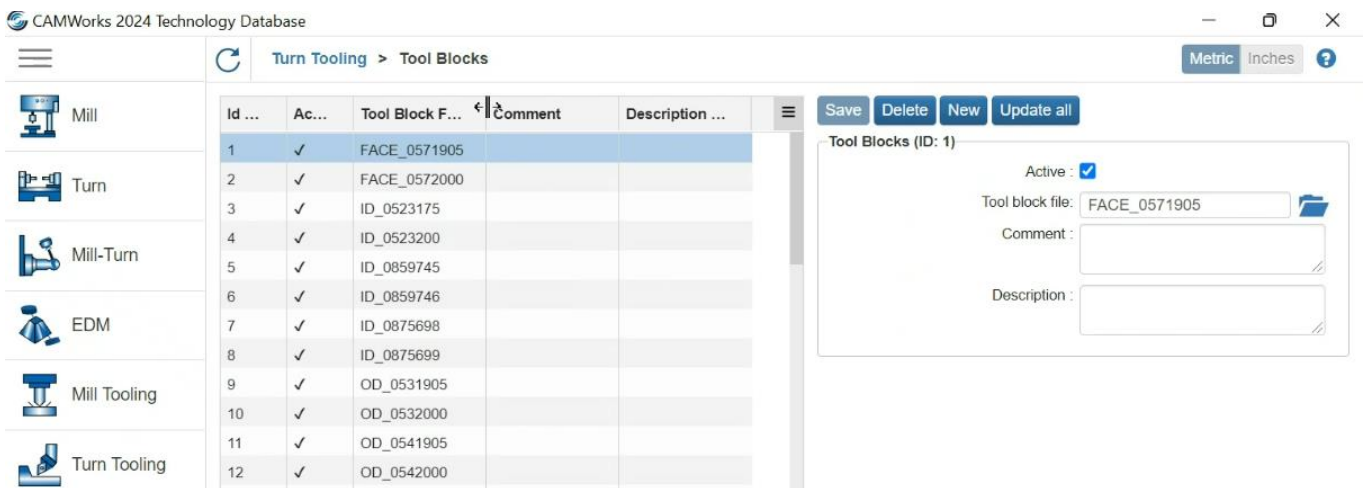 CAMWorks 2024 Technology Database
Turn Tooling > Tool Blocks
Metric Inches ?
Mill
Turn
Mill-Turn
EDM
Mill Tooling
Turn Tooling
Id ... Ac... Tool Block F... Comment Description ...
1 ✓ FACE_0571905
2 ✓ FACE_0572000
3 ✓ ID_0523175
4 ✓ ID_0523200
5 ✓ ID_0859745
6 ✓ ID_0859746
7 ✓ ID_0875698
8 ✓ ID_0875699
9 ✓ OD_0531905
10 ✓ OD_0532000
11 ✓ OD_0541905
12 ✓ OD_0542000
Save Delete New Update all
Tool Blocks (ID: 1)
Active :
Tool block file: FACE_0571905
Comment :
Description :